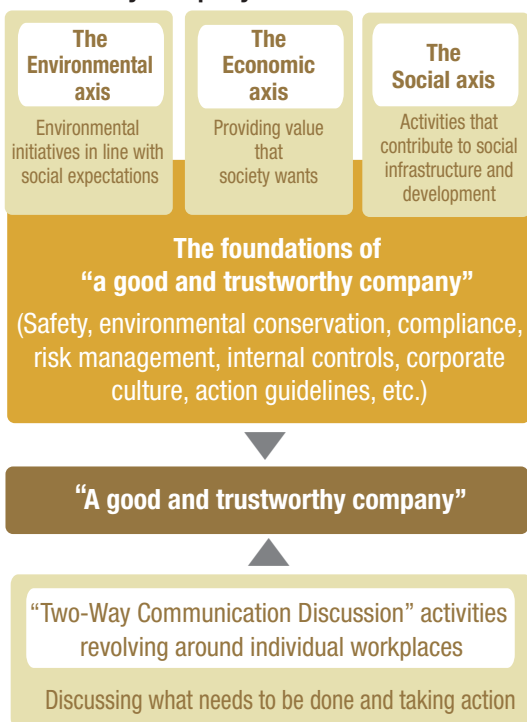 The
Environmental
axis
Environmental
initiatives in line with
social expectations
The
Economic
axis
Providing value
that
society wants
The
Social axis
Activities that
contribute to social
infrastructure and
development
The foundations of
“a good and trustworthy company”
(Safety, environmental conservation, compliance,
risk management, internal controls, corporate
culture, action guidelines, etc.)
“A good and trustworthy company”
“Two-Way Communication Discussion” activities
revolving around individual workplaces
Discussing what needs to be done and taking action